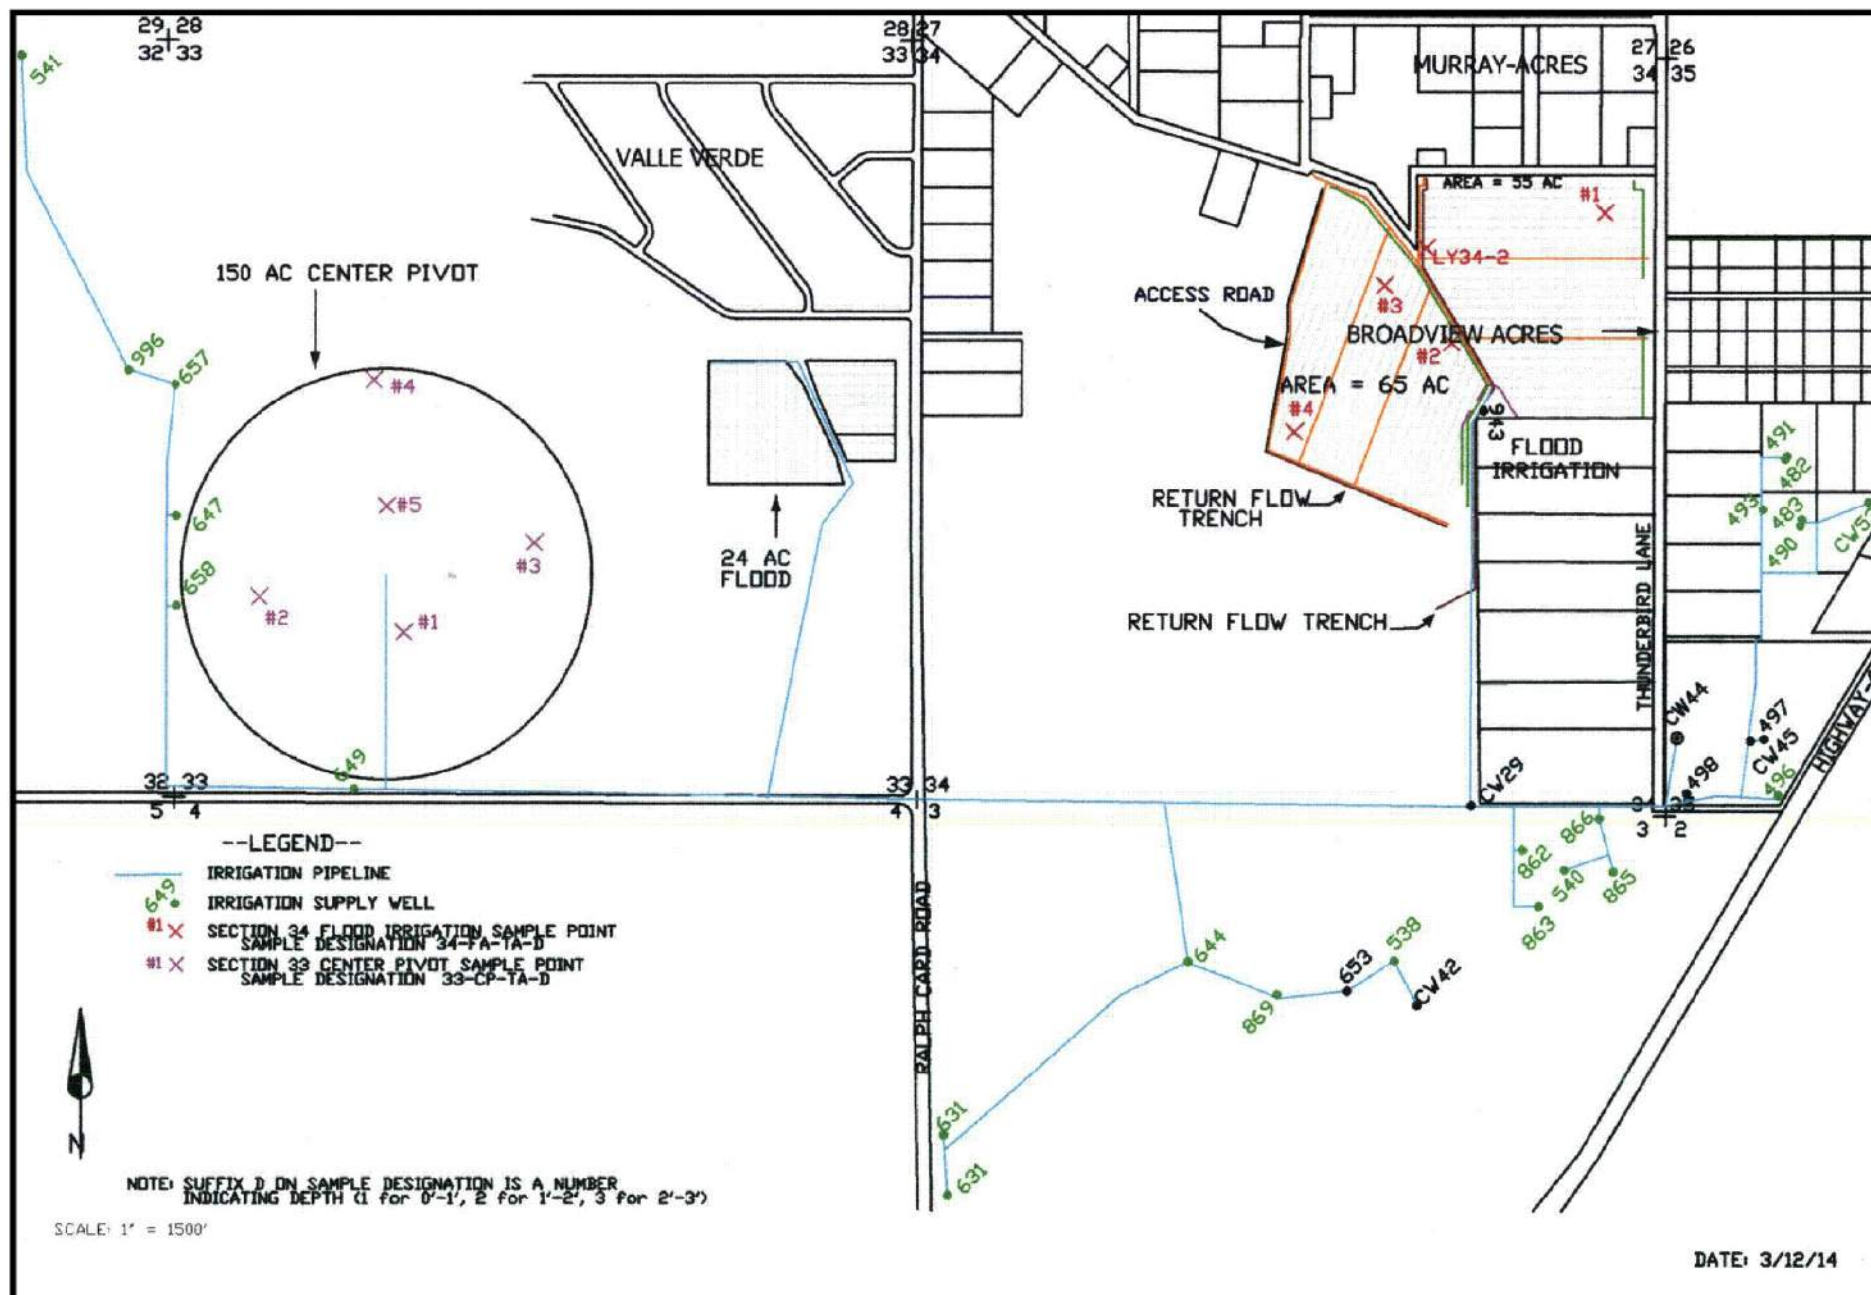 29 28
32 33
28 27
33 34
27 26
34 35
541
MURRAY-ACRES
VALLE VERDE
AREA = 55 AC
#1
LY34-2
150 AC CENTER PIVOT
ACCESS ROAD
#3
BROADVIEW ACRES
#2
AREA = 65 AC
#4
996
657
#4
943
FLOOD
IRRIGATION
491
482
493
483
490
CW53
647
#5
#3
RETURN FLOW
TRENCH
24 AC
FLOOD
658
#2
#1
RETURN FLOW TRENCH
THUNDERBIRD LANE
CW44
497
CW45
498
496
HIGHWAY-
649
32 33
5 4
33 34
4 3
CW29
3 2
866
862
540
865
863
--LEGEND--
IRRIGATION PIPELINE
649
IRRIGATION SUPPLY WELL
#1
SECTION 34 FLOOD IRRIGATION SAMPLE POINT
SAMPLE DESIGNATION 34-FA-TA-D
#1
SECTION 33 CENTER PIVOT SAMPLE POINT
SAMPLE DESIGNATION 33-CP-TA-D
RALPH CARD ROAD
644
869
653
538
CW42
631
631
N
NOTE: SUFFIX D ON SAMPLE DESIGNATION IS A NUMBER
INDICATING DEPTH (1 for 0'-1', 2 for 1'-2', 3 for 2'-3')
SCALE: 1" = 1500'
DATE: 3/12/14